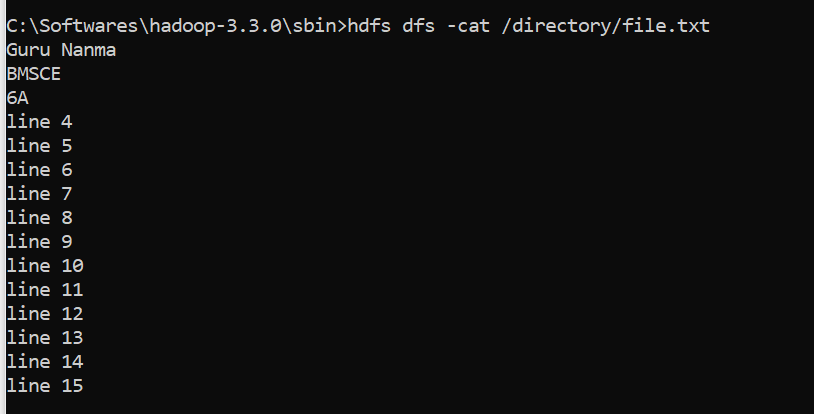 C:\Softwares\hadoop-3.3.0\sbin>hdfs dfs -cat /directory/file.txt
Guru Nanma
BMSCE
6A
line 4
line 5
line 6
line 7
line 8
line 9
line 10
line 11
line 12
line 13
line 14
line 15